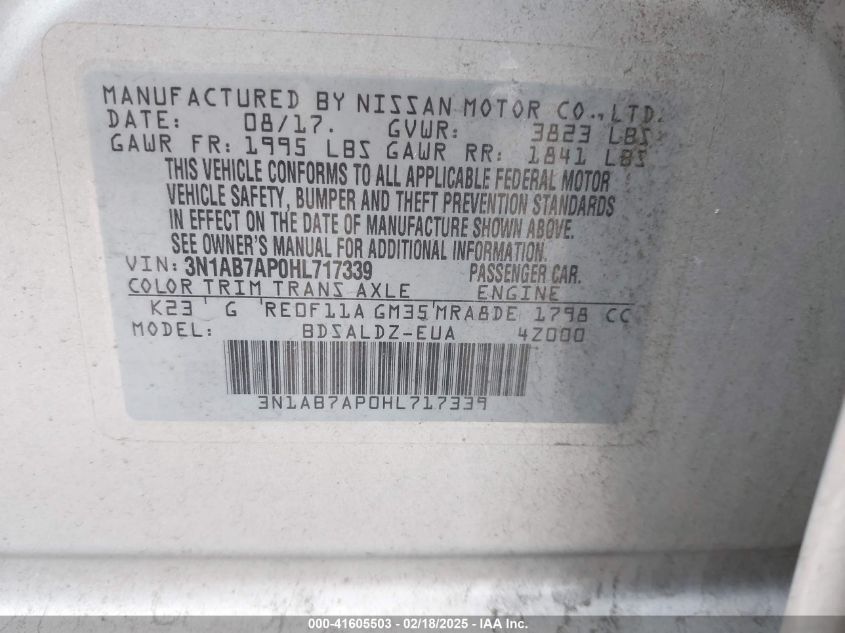 MANUFACTURED BY NISSAN MOTOR CO., LTD.
DATE: 08/17. GVWR: 3823 LBS
GAWR FR: 1995 LBS GAWR RR: 1841 LBS
THIS VEHICLE CONFORMS TO ALL APPLICABLE FEDERAL MOTOR
VEHICLE SAFETY, BUMPER AND THEFT PREVENTION STANDARDS
IN EFFECT ON THE DATE OF MANUFACTURE SHOWN ABOVE.
SEE OWNER'S MANUAL FOR ADDITIONAL INFORMATION.
VIN: 3N1AB7AP0HL717339 PASSENGER CAR.
COLOR TRIM TRANS AXLE ENGINE
K23 G RE0F11A GM35 MRA8DE 1798 CC
MODEL: BDSALDZ-EUA 4Z000
3N1AB7AP0HL717339
000-41605503 - 02/18/2025 - © IAA Holdings, LLC.